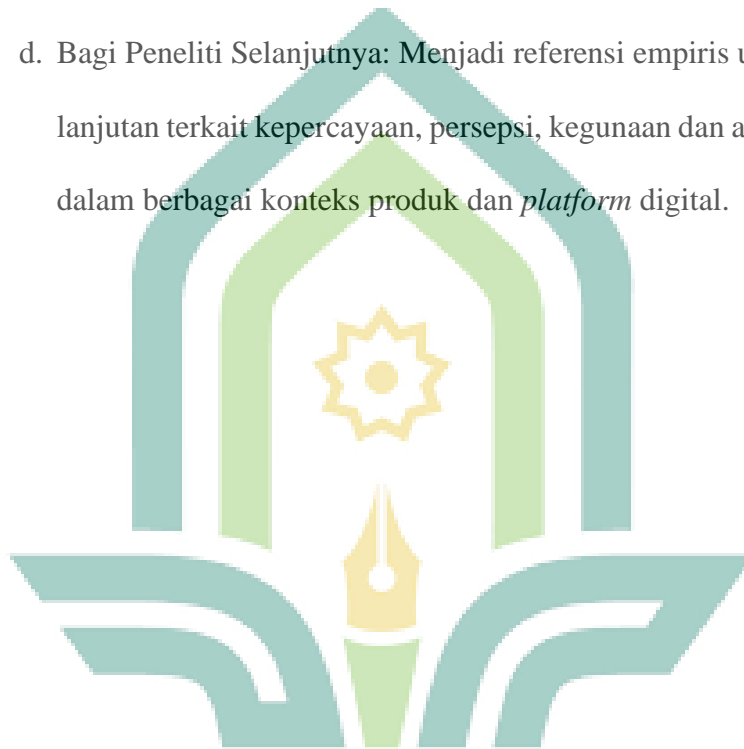 d. Bagi Peneliti Selanjutnya: Menjadi referensi empiris
lanjutan terkait kepercayaan, persepsi, kegunaan dan
dalam berbagai konteks produk dan platform digital.